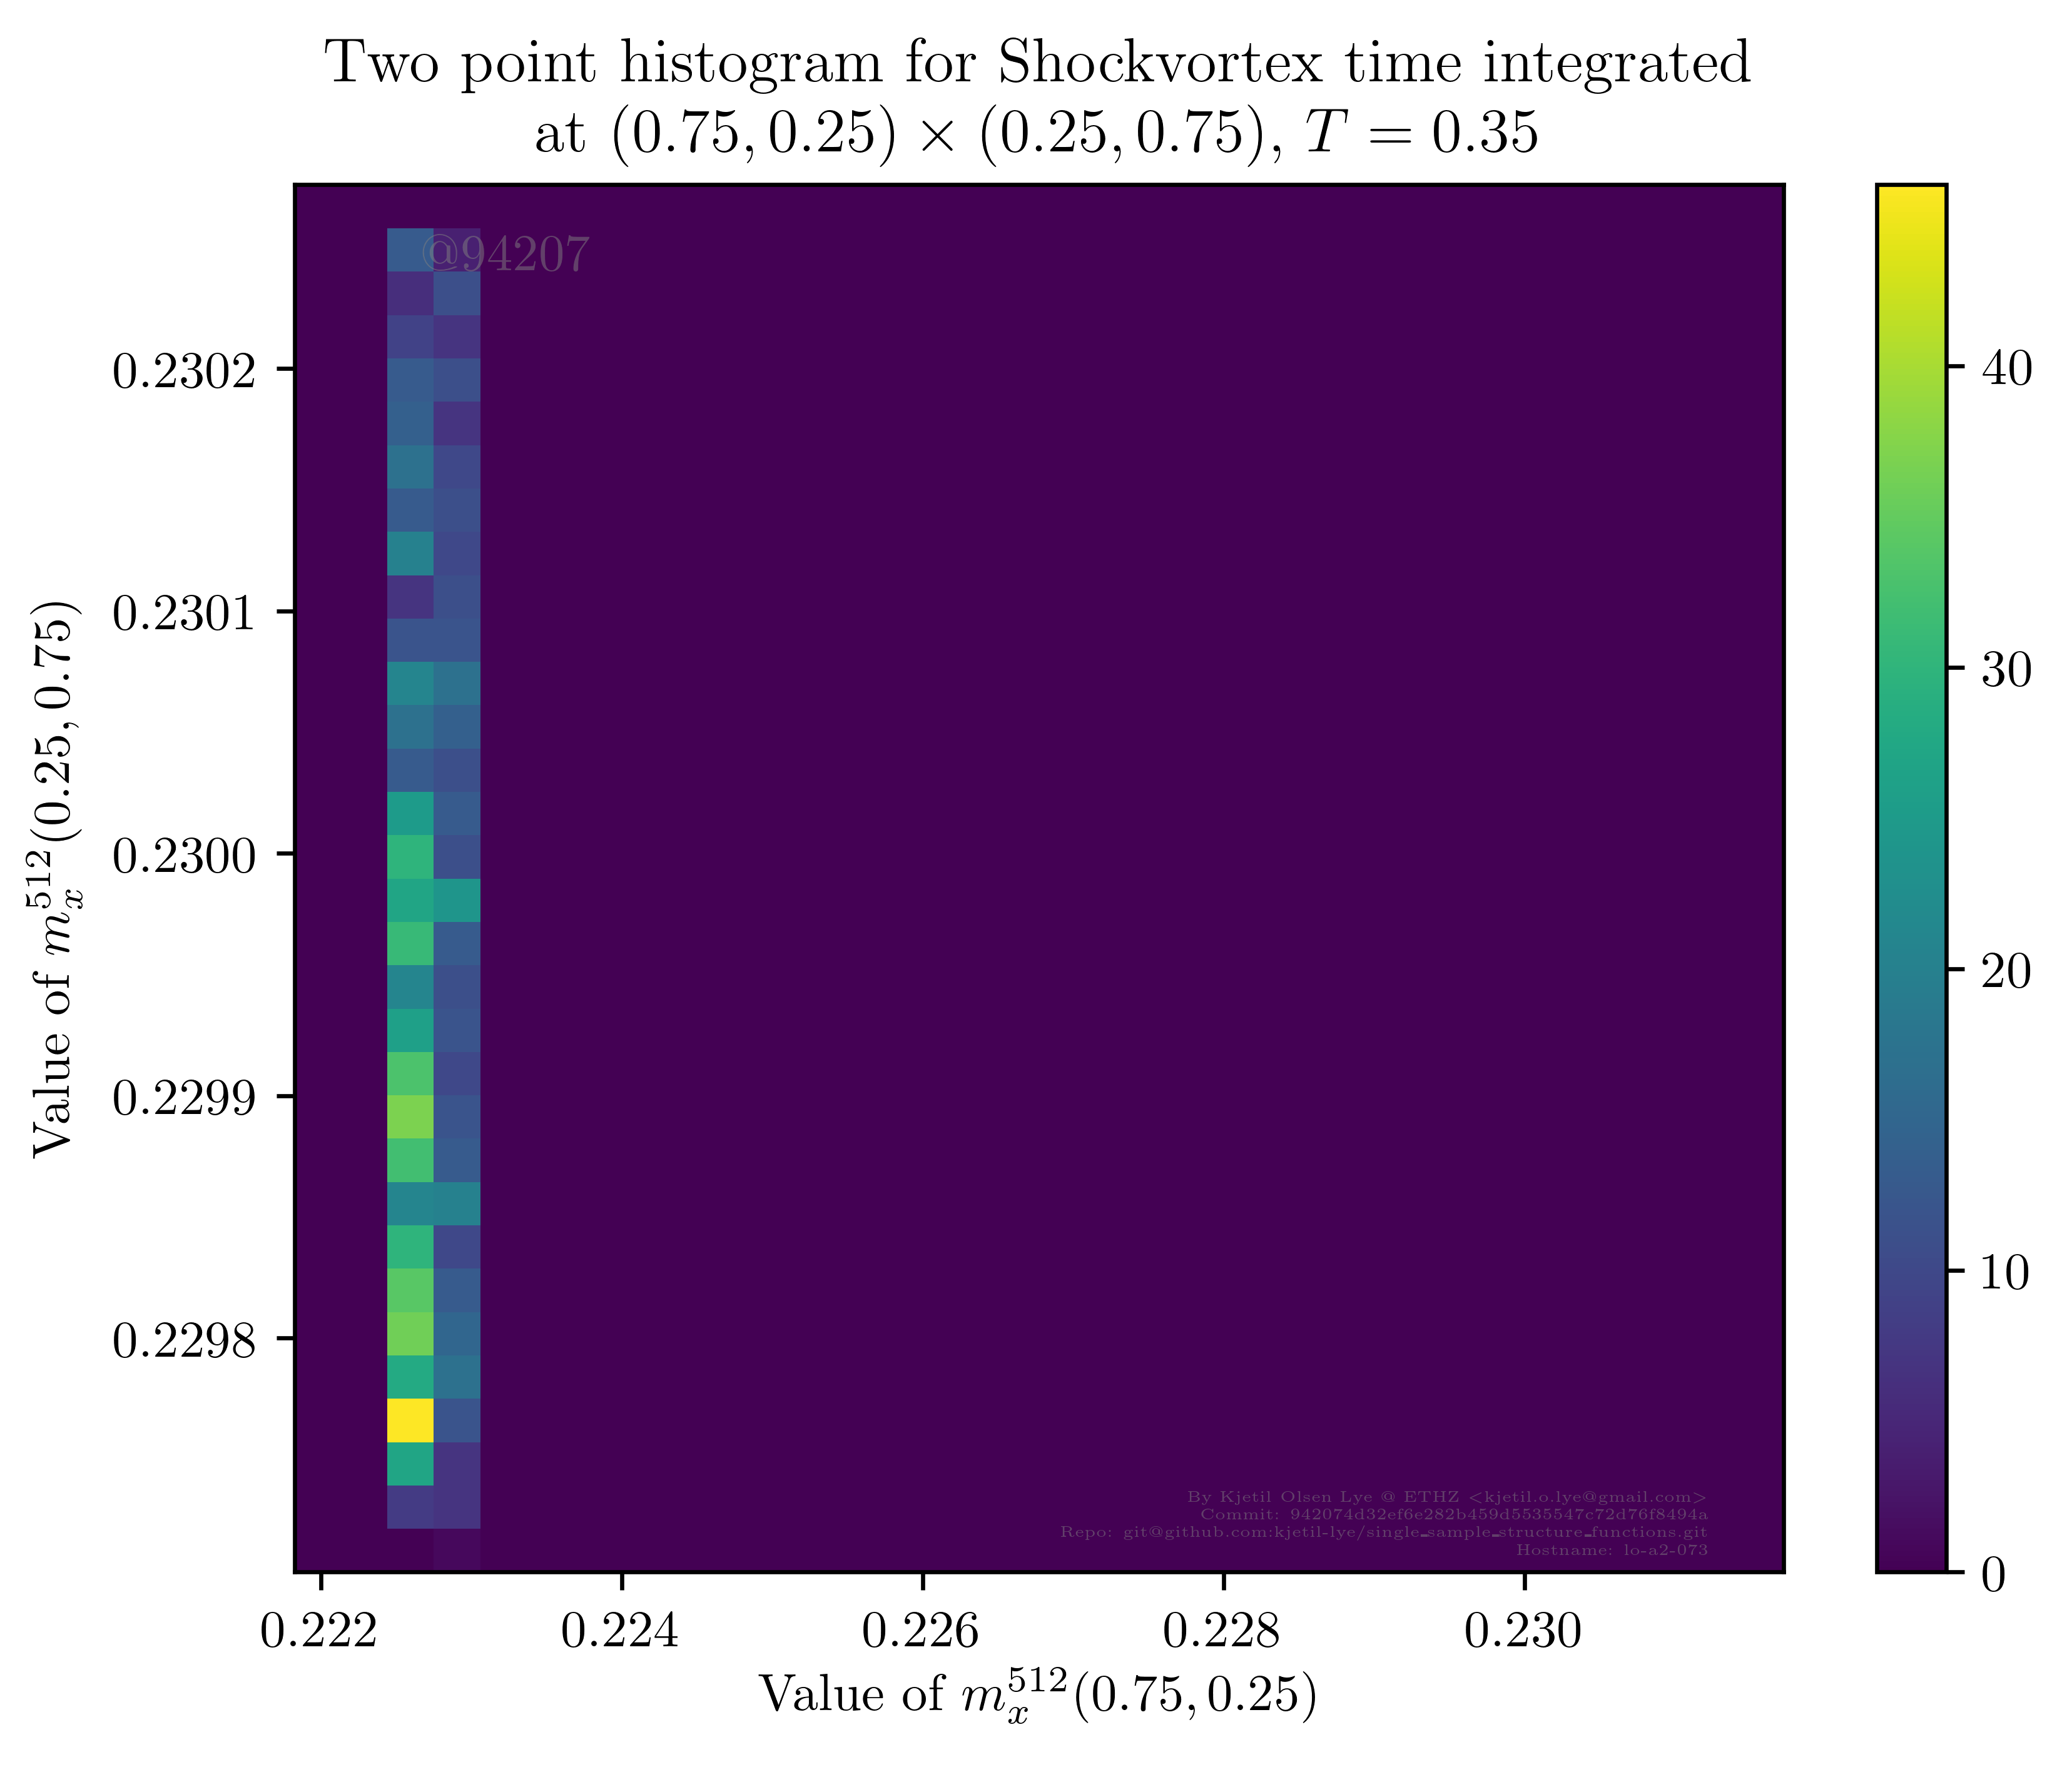 Two point histogram for Shockvortex time integrated
at (0.75, 0.25) × (0.25, 0.75), T = 0.35
@94207
0.2302
0.2301
0.2300
0.2299
0.2298
Value of m_x^512(0.25, 0.75)
0.222 0.224 0.226 0.228 0.230
Value of m_x^512(0.75, 0.25)
40
30
20
10
0
By Kjetil Olsen Lye @ ETHZ <kjetil.o.lye@gmail.com>
Commit: 942074d32ef6e282b459d5535547c72d76f8494a
Repo: git@github.com:kjetil-lye/single_sample_structure_functions.git
Hostname: lo-a2-073